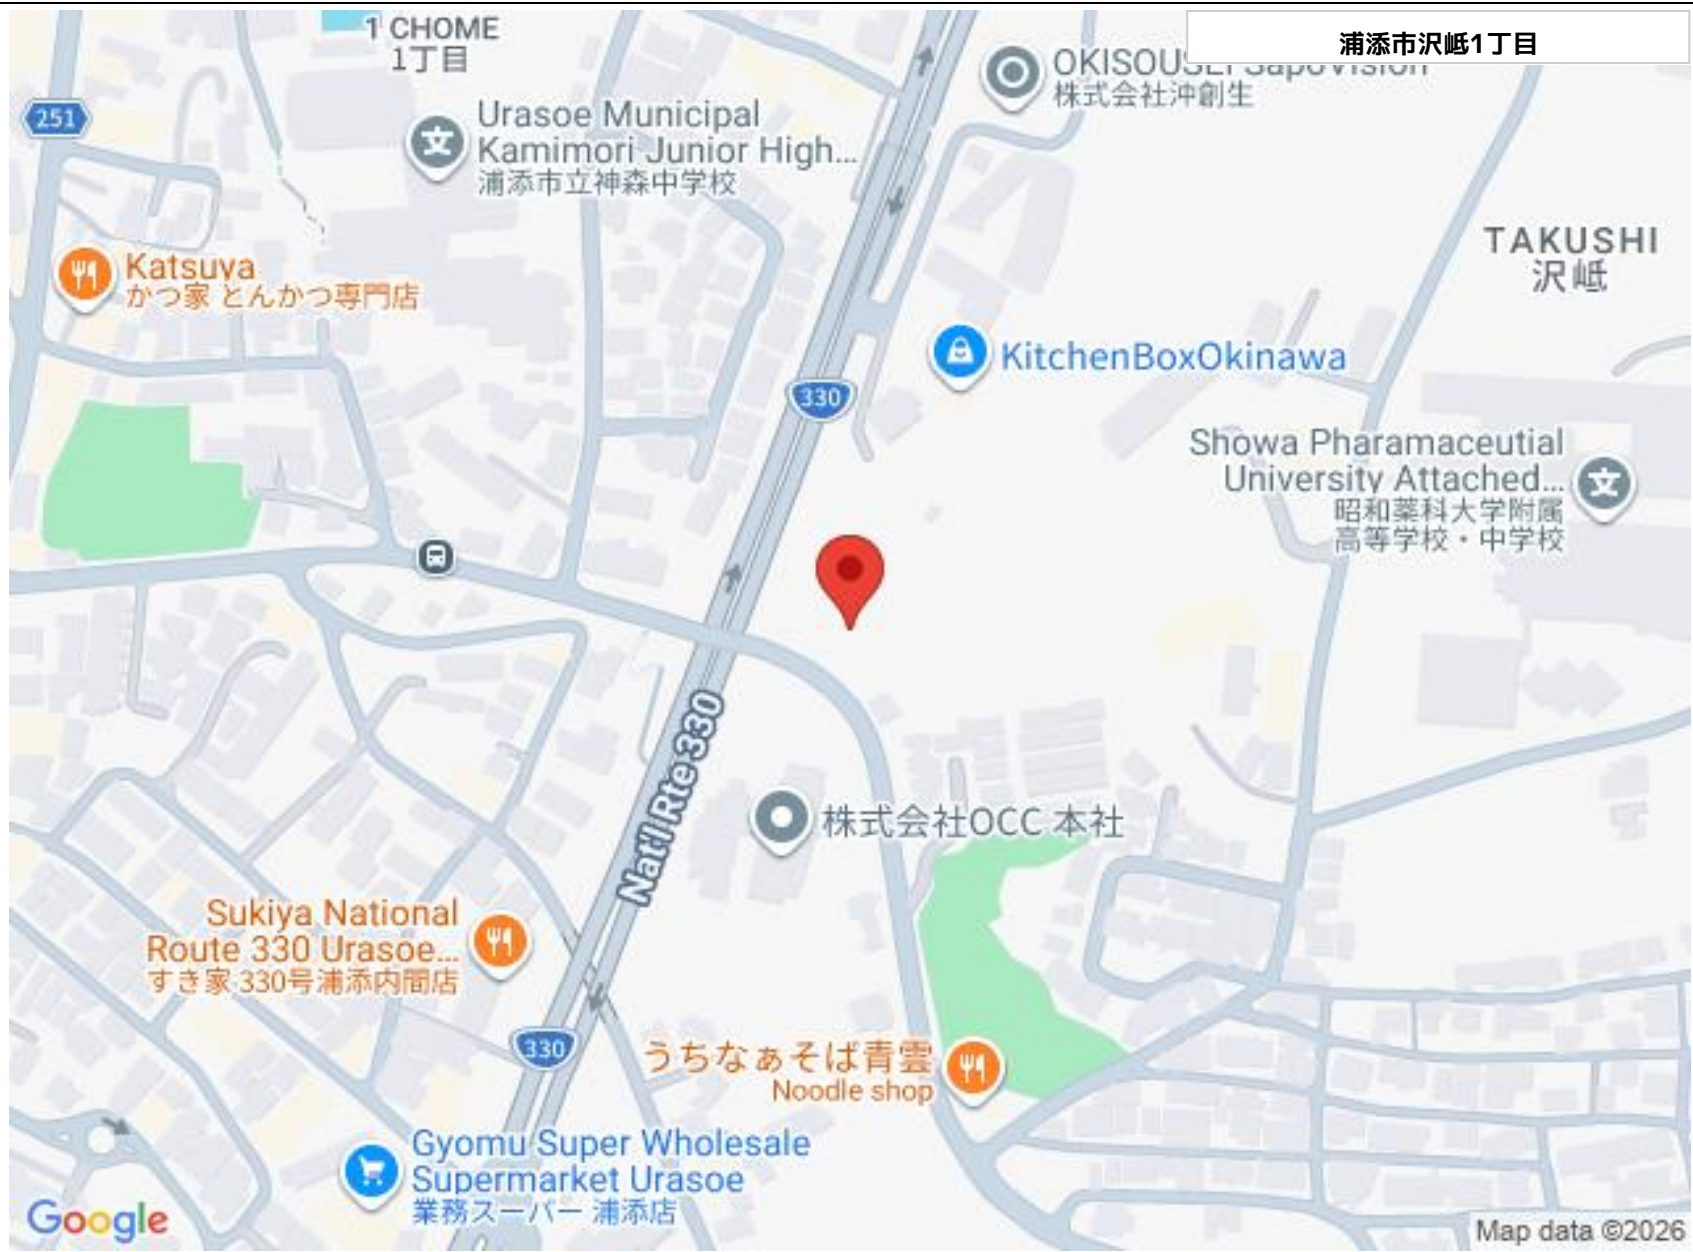 1 CHOME
1丁目
浦添市沢岻1丁目
OKISOUSEI SapoVision
株式会社沖創生
251
Urasoe Municipal
Kamimori Junior High...
浦添市立神森中学校
TAKUSHI
沢岻
Katsuya
かつ家 とんかつ専門店
KitchenBoxOkinawa
330
Showa Pharamaceutial
University Attached...
昭和薬科大学附属
高等学校・中学校
Nat'l Rte 330
株式会社OCC 本社
Sukiya National
Route 330 Urasoe...
すき家 330号浦添内間店
330
うちなぁそば青雲
Noodle shop
Gyomu Super Wholesale
Supermarket Urasoe
業務スーパー 浦添店
Google
Map data ©2026